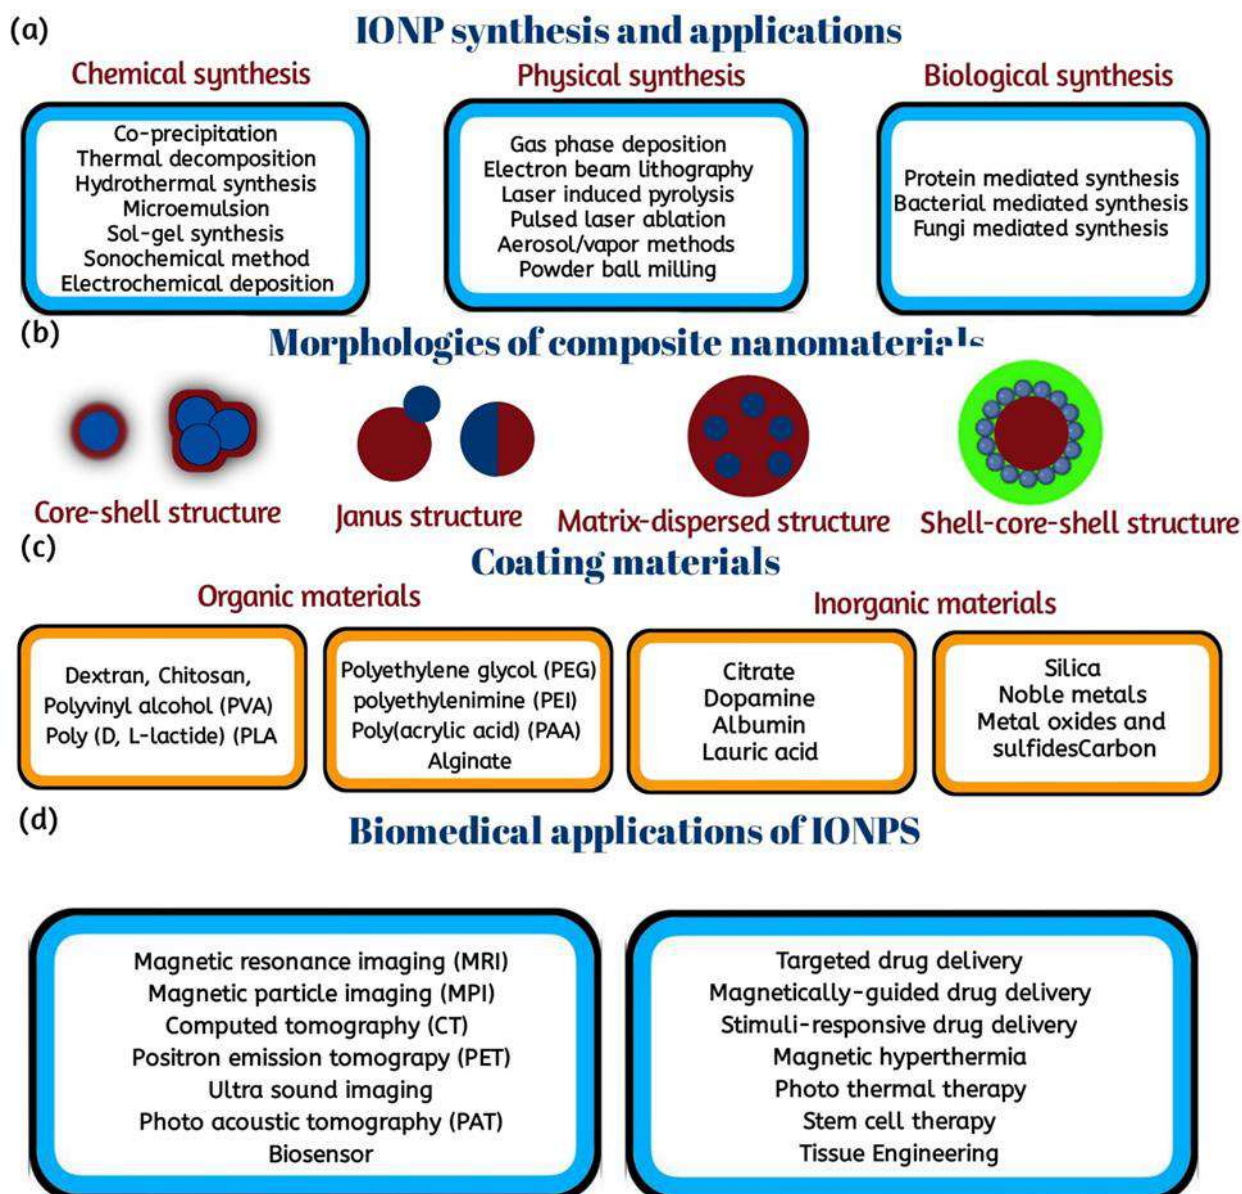 (a)
IONP synthesis and applications
Chemical synthesis
Physical synthesis
Biological synthesis
Co-precipitation
Thermal decomposition
Hydrothermal synthesis
Microemulsion
Sol-gel synthesis
Sonochemical method
Electrochemical deposition
Gas phase deposition
Electron beam lithography
Laser induced pyrolysis
Pulsed laser ablation
Aerosol/vapor methods
Powder ball milling
Protein mediated synthesis
Bacterial mediated synthesis
Fungi mediated synthesis
(b)
Morphologies of composite nanomaterials
Core-shell structure
Janus structure
Matrix-dispersed structure
Shell-core-shell structure
(c)
Coating materials
Organic materials
Inorganic materials
Dextran, Chitosan,
Polyvinyl alcohol (PVA)
Poly (D, L-lactide) (PLA
Polyethylene glycol (PEG)
polyethylenimine (PEI)
Poly(acrylic acid) (PAA)
Alginate
Citrate
Dopamine
Albumin
Lauric acid
Silica
Noble metals
Metal oxides and
sulfidesCarbon
(d)
Biomedical applications of IONPS
Magnetic resonance imaging (MRI)
Magnetic particle imaging (MPI)
Computed tomography (CT)
Positron emission tomograpy (PET)
Ultra sound imaging
Photo acoustic tomography (PAT)
Biosensor
Targeted drug delivery
Magnetically-guided drug delivery
Stimuli-responsive drug delivery
Magnetic hyperthermia
Photo thermal therapy
Stem cell therapy
Tissue Engineering